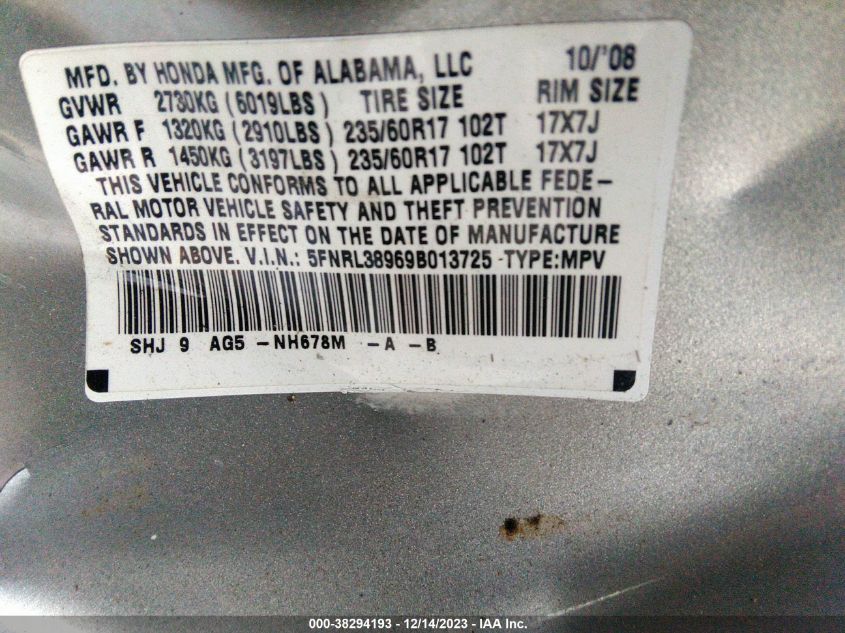 MFD. BY HONDA MFG. OF ALABAMA, LLC 10/'08
GVWR 2730KG (6019LBS) TIRE SIZE RIM SIZE
GAWR F 1320KG (2910LBS) 235/60R17 102T 17X7J
GAWR R 1450KG (3197LBS) 235/60R17 102T 17X7J
THIS VEHICLE CONFORMS TO ALL APPLICABLE FEDE-
RAL MOTOR VEHICLE SAFETY AND THEFT PREVENTION
STANDARDS IN EFFECT ON THE DATE OF MANUFACTURE
SHOWN ABOVE. V.I.N.: 5FNRL38969B013725 TYPE:MPV
SHJ 9 AG5 -NH678M -A -B
000-38294193 - 12/14/2023 - IAA Inc.